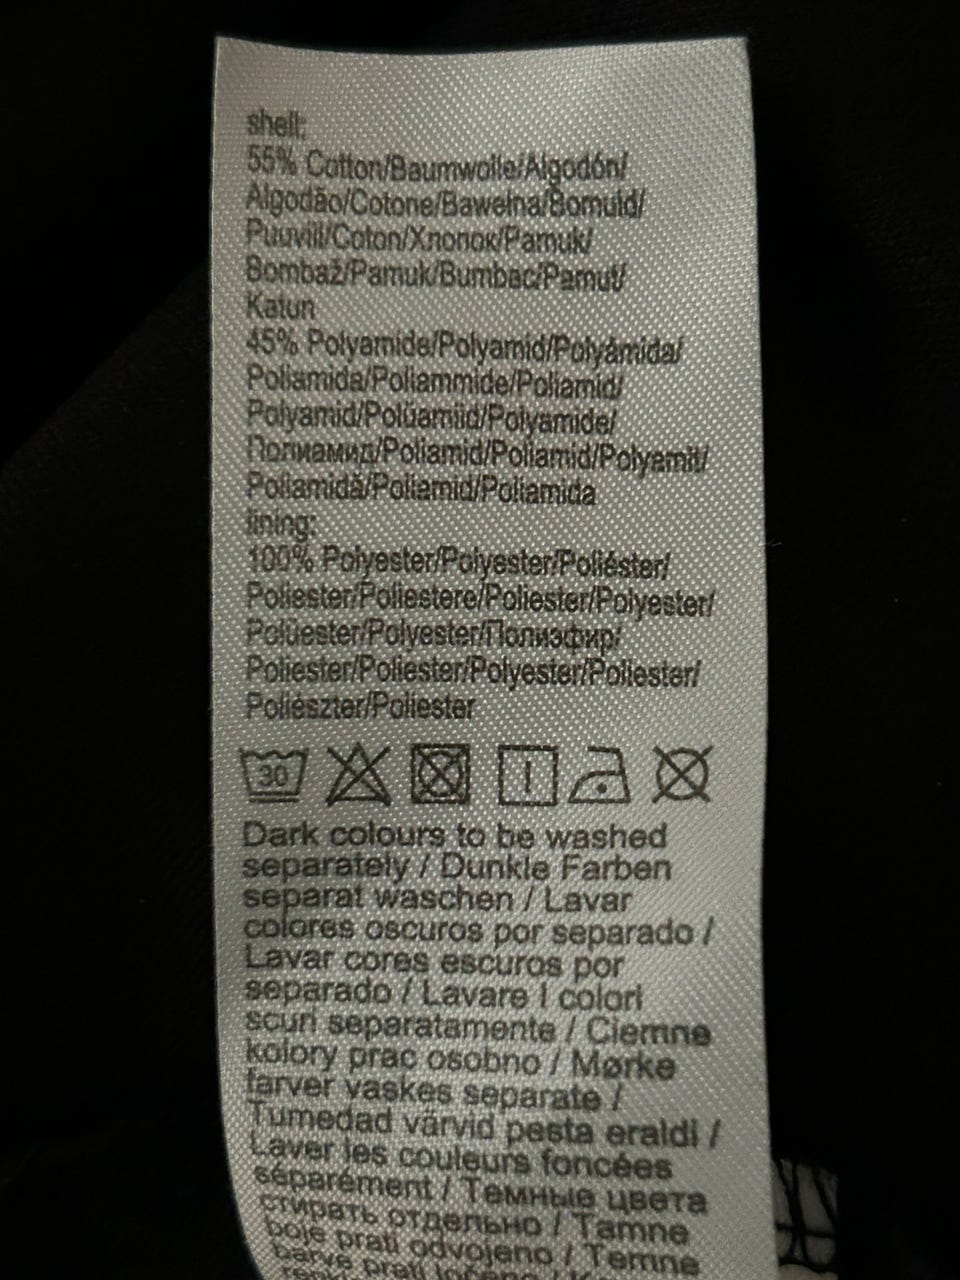 shell:
55% Cotton/Baumwolle/Algodón/
Algodão/Cotone/Bawełna/Bomuld/
Puuvill/Coton/Хлопок/Pamuk/
Bombaž/Pamuk/Bumbac/Pamut/
Katun
45% Polyamide/Polyamid/Polyámida/
Poliamida/Poliammide/Poliamid/
Polyamid/Polüamiid/Polyamide/
Полиамид/Poliamid/Poliamid/Polyamit/
Poliamidă/Poliamid/Poliamida
lining:
100% Polyester/Polyester/Poliéster/
Poliester/Poliestere/Poliester/Polyester/
Polüester/Polyester/Полиэфир/
Poliester/Poliester/Polyester/Poliester/
Poliészter/Poliester
30
Dark colours to be washed
separately / Dunkle Farben
separat waschen / Lavar
colores oscuros por separado /
Lavar cores escuros por
separado / Lavare I colori
scuri separatamente / Ciemne
kolory prac osobno / Mørke
farver vaskes separate /
Tumedad värvid pesta eraldi /
Laver les couleurs foncées
séparément / Темные цвета
стирать отдельно / Tamne
boje prati odvojeno / Temne
barve prati ločeno /